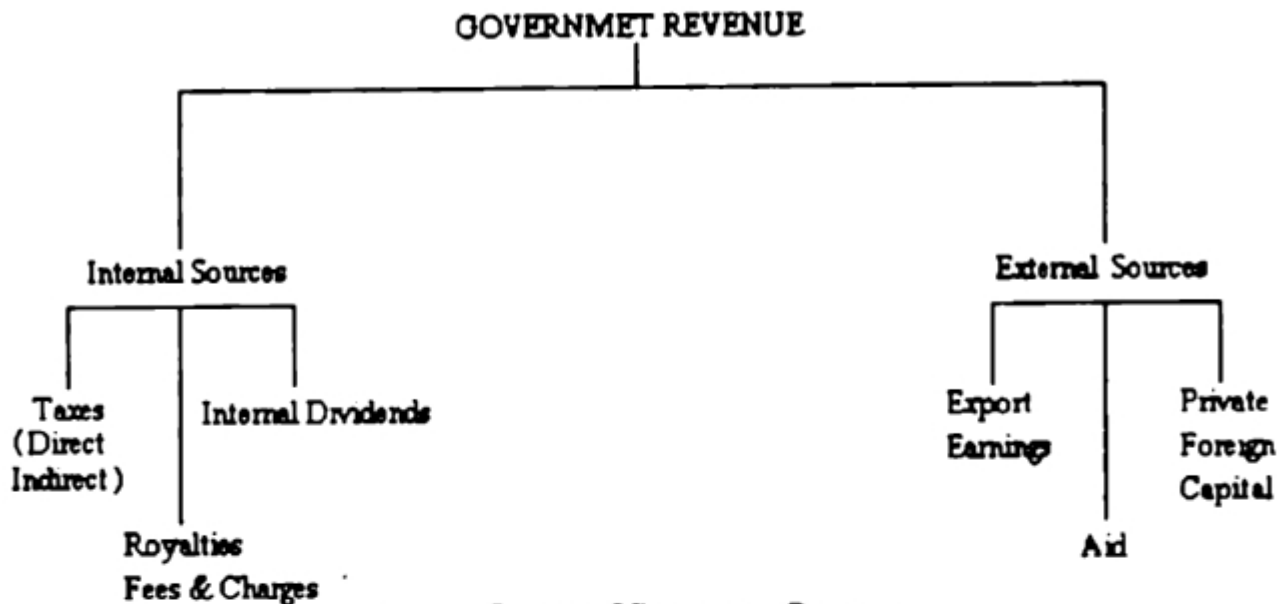 GOVERNMET REVENUE
Internal Sources
External Sources
Taxes
(Direct
Indirect)
Internal Dividends
Royalties
Fees & Charges
Export
Earnings
Aid
Private
Foreign
Capital